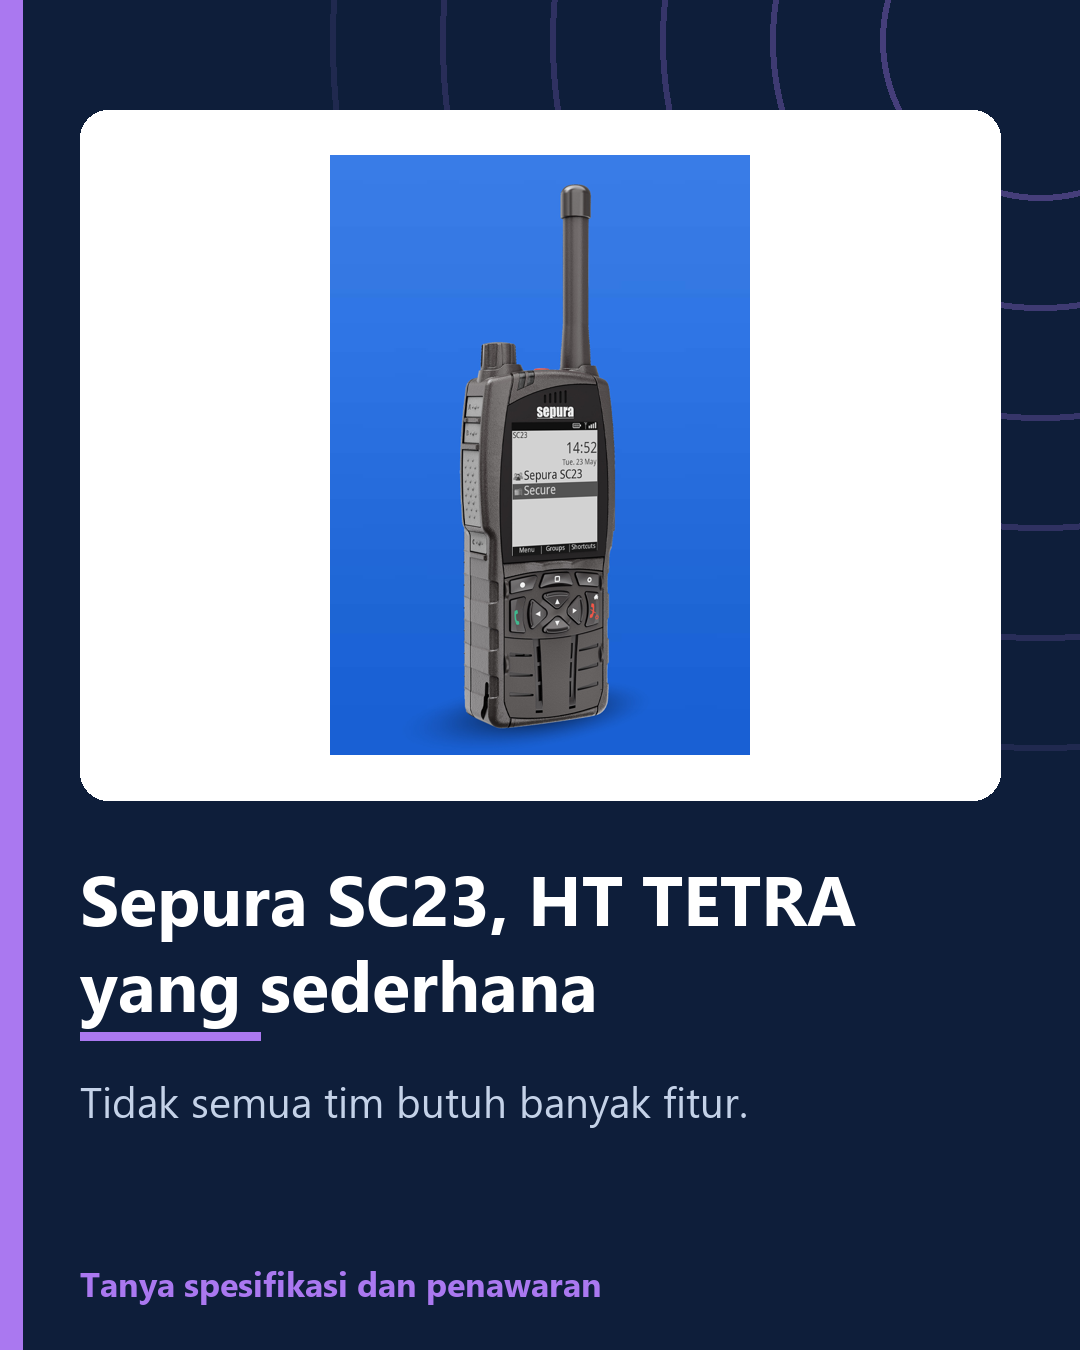 sepura
SC23
14:52
Tue, 23 May
Sepura SC23
Secure
Menu Groups Shortcuts
Sepura SC23, HT TETRA
yang sederhana
Tidak semua tim butuh banyak fitur.
Tanya spesifikasi dan penawaran